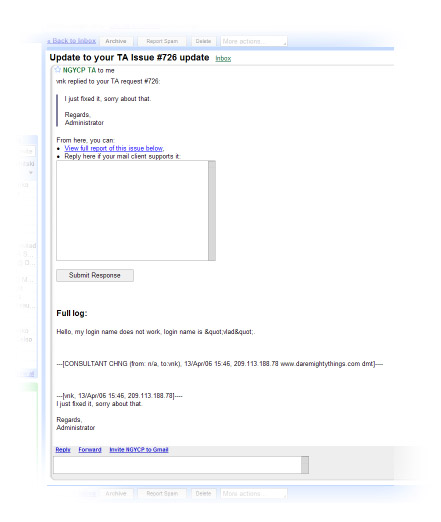 « Back to Inbox Archive Report Spam Delete More actions...
Update to your TA Issue #726 update Inbox
NGYCP TA to me
vnk replied to your TA request #726:
I just fixed it, sorry about that.
Regards,
Administrator
From here, you can:
• View full report of this issue below,
• Reply here if your mail client supports it:
Submit Response
Full log:
Hello, my login name does not work, login name is &quot;vlad&quot;.
---[CONSULTANT CHNG (from: n/a, to:vnk), 13/Apr/06 15:46, 209.113.188.78 www.daremightythings.com dmt]----
---[vnk, 13/Apr/06 15:46, 209.113.188.78]----
I just fixed it, sorry about that.
Regards,
Administrator
Reply Forward Invite NGYCP to Gmail
Archive Report Spam Delete More actions...